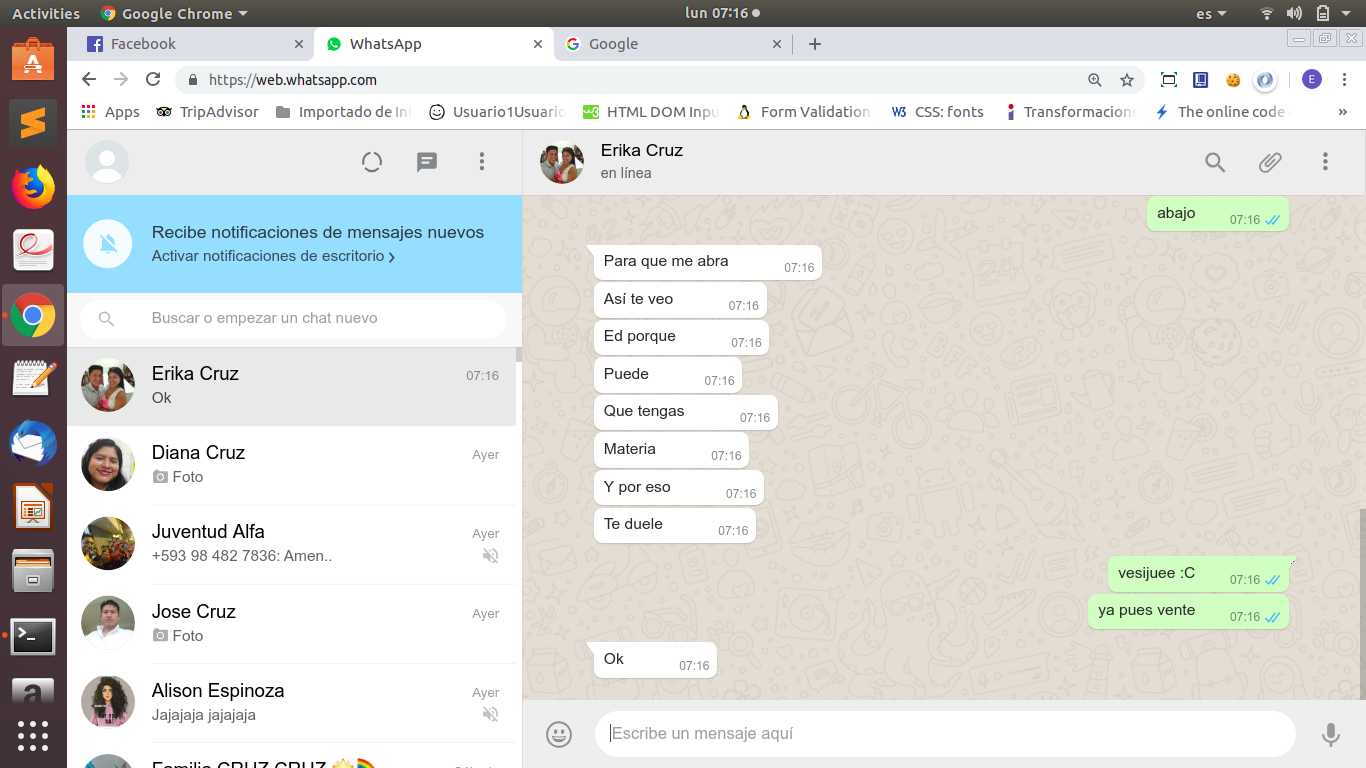 Activities
Google Chrome
lun 07:16
es
Facebook
WhatsApp
Google
https://web.whatsapp.com
E
Apps
TripAdvisor
Importado de In
Usuario1Usuario
HTML DOM Inpu
Form Validation
W3 CSS: fonts
Transformacione
The online code
»
Recibe notificaciones de mensajes nuevos
Activar notificaciones de escritorio
Buscar o empezar un chat nuevo
Erika Cruz 07:16
Ok
Diana Cruz Ayer
Foto
Juventud Alfa Ayer
+593 98 482 7836: Amen..
Jose Cruz Ayer
Foto
Alison Espinoza Ayer
Jajajaja jajajaja
Familia CRUZ CRUZ
Erika Cruz
en línea
abajo 07:16
Para que me abra 07:16
Así te veo 07:16
Ed porque 07:16
Puede 07:16
Que tengas 07:16
Materia 07:16
Y por eso 07:16
Te duele 07:16
vesijuee :C 07:16
ya pues vente 07:16
Ok 07:16
Escribe un mensaje aquí